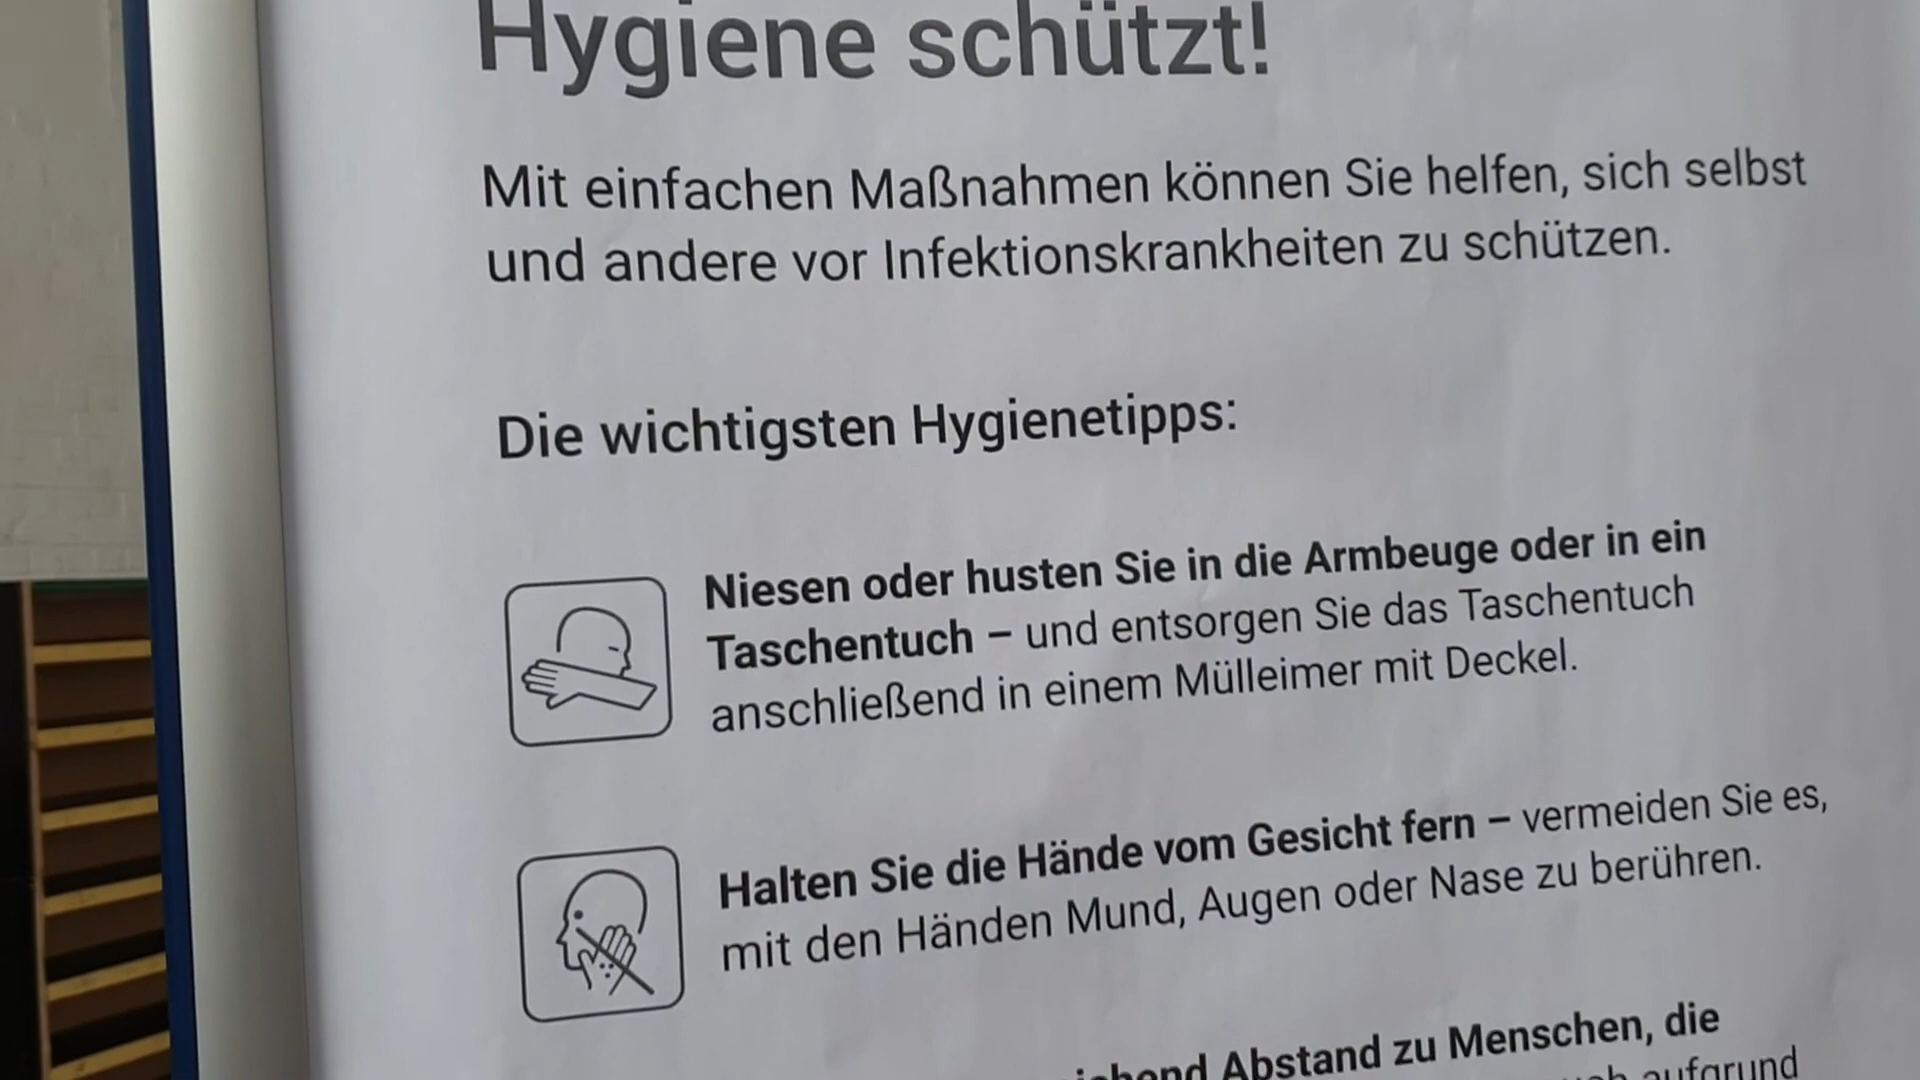 Hygiene schützt!
Mit einfachen Maßnahmen können Sie helfen, sich selbst
und andere vor Infektionskrankheiten zu schützen.
Die wichtigsten Hygienetipps:
Niesen oder husten Sie in die Armbeuge oder in ein
Taschentuch – und entsorgen Sie das Taschentuch
anschließend in einem Mülleimer mit Deckel.
Halten Sie die Hände vom Gesicht fern – vermeiden Sie es,
mit den Händen Mund, Augen oder Nase zu berühren.
Abstand zu Menschen, die
aufgrund